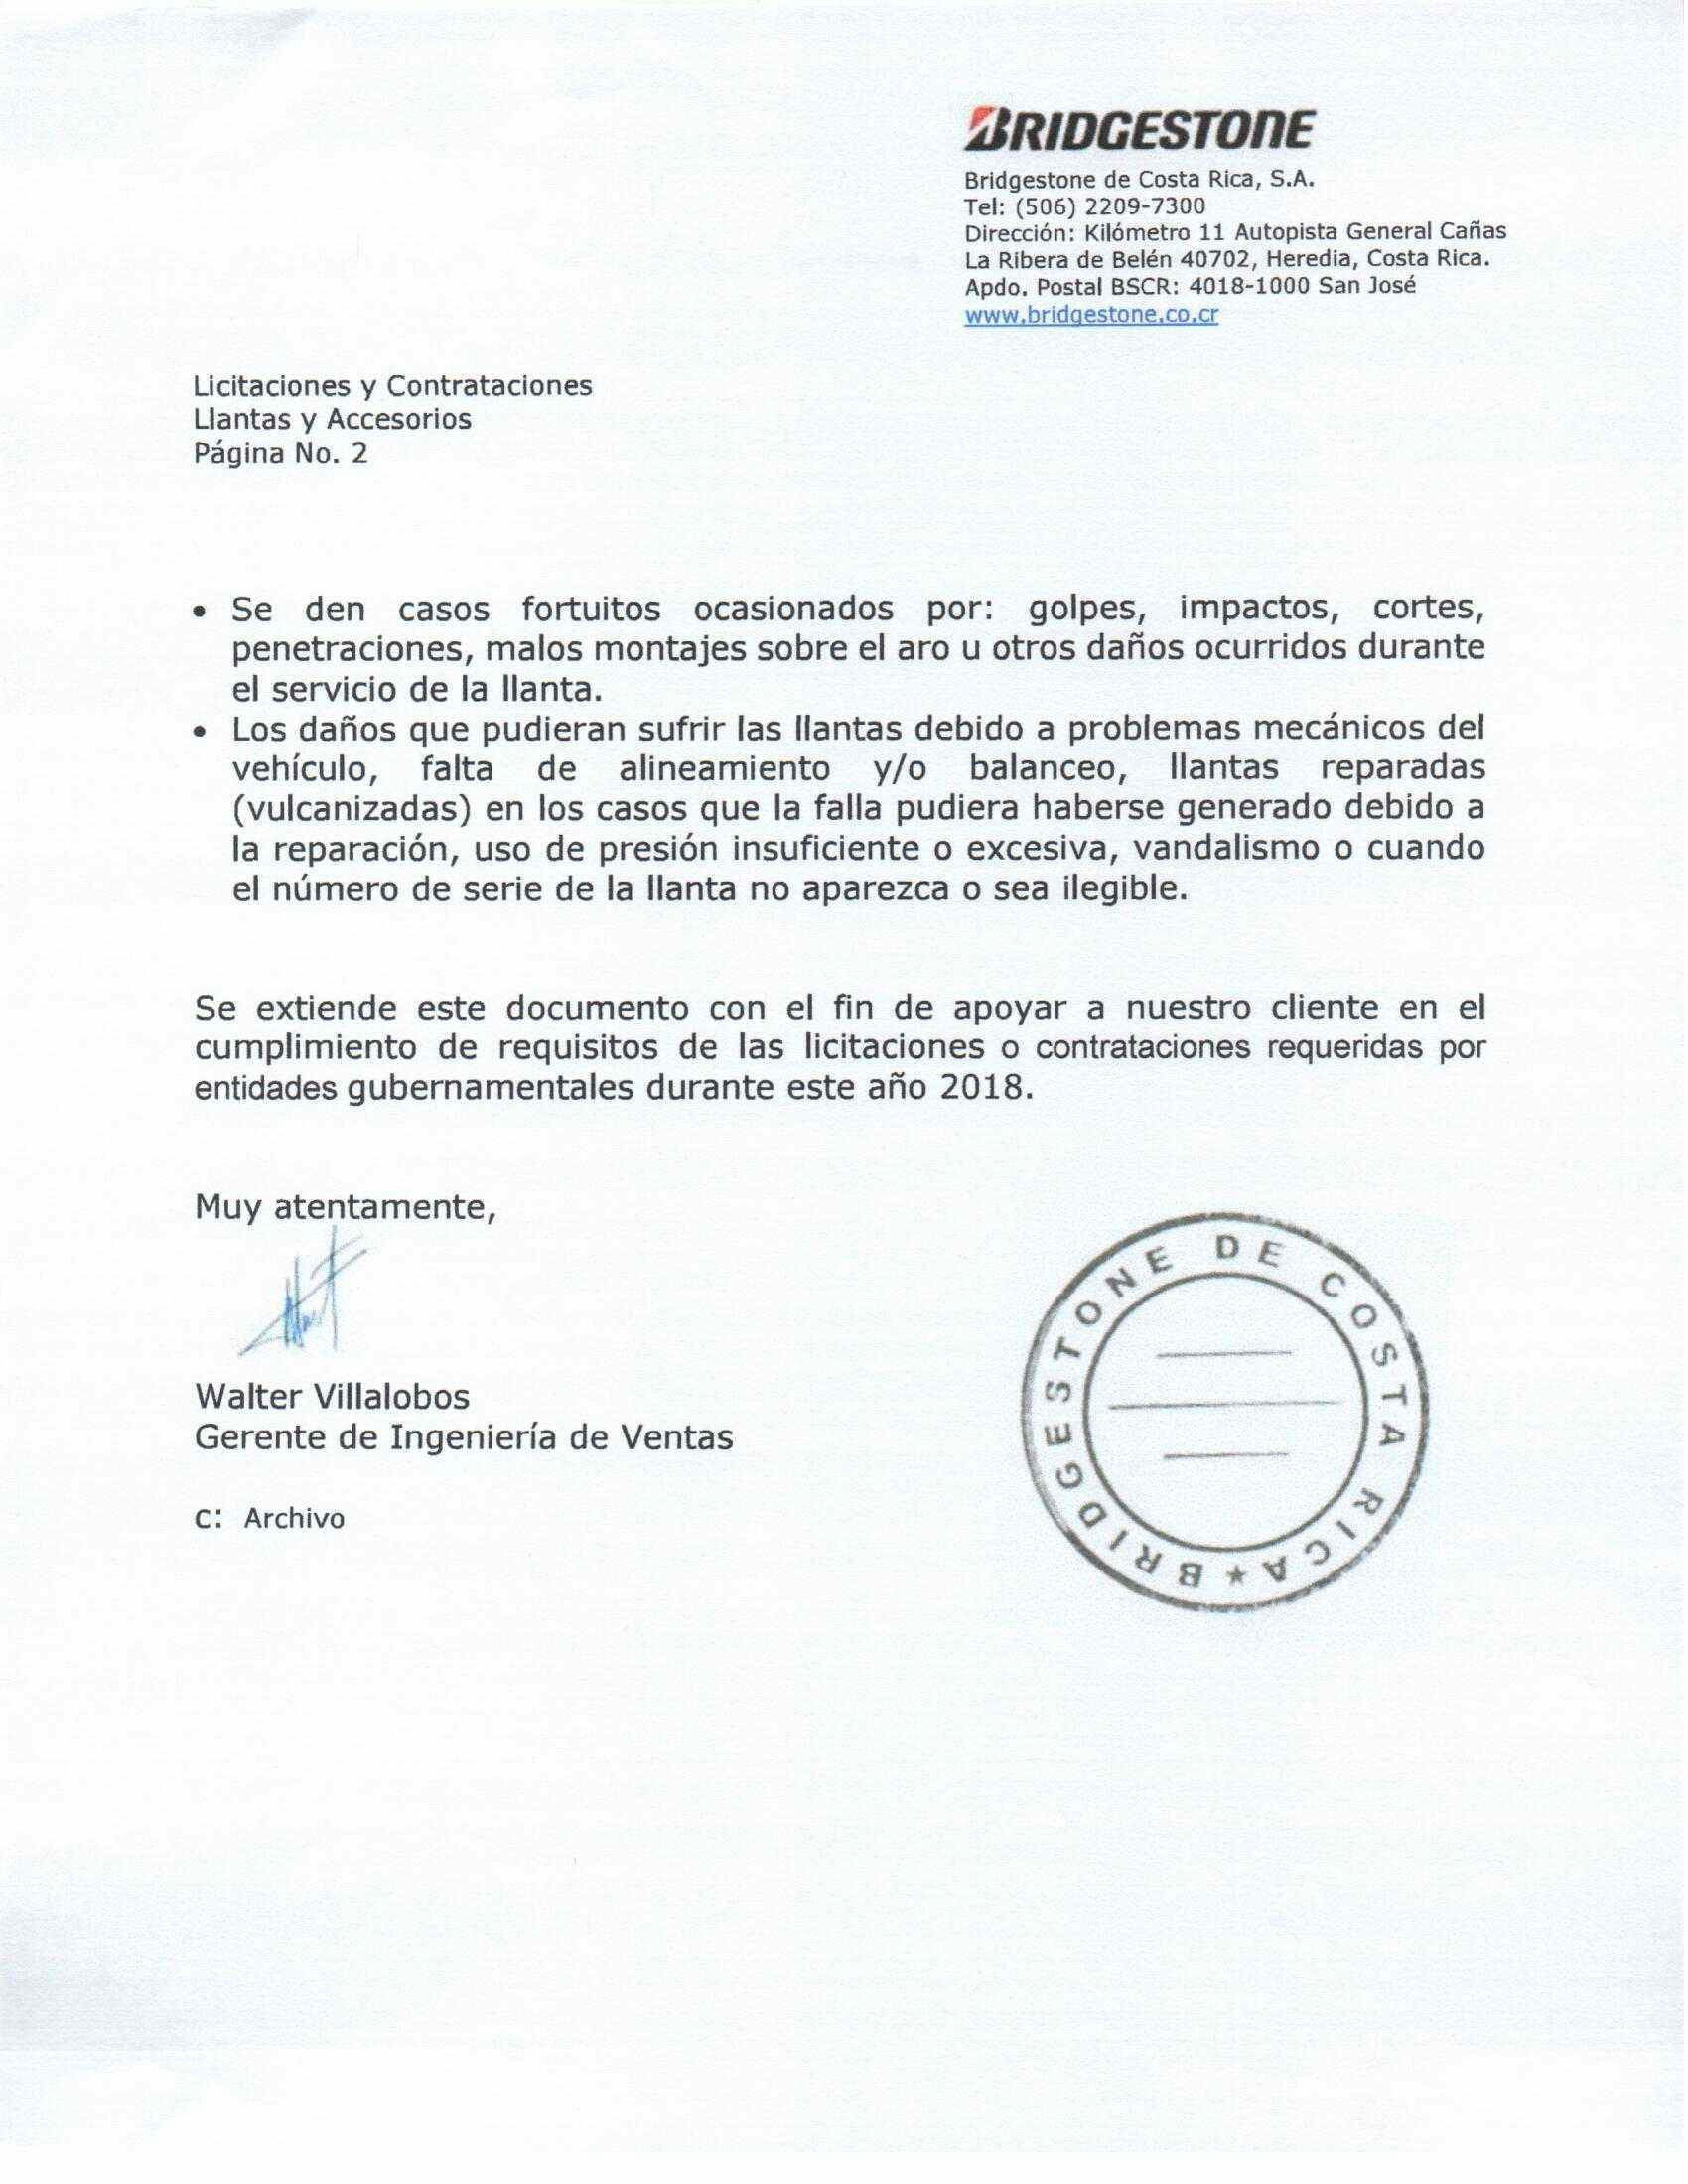 BRIDGESTONE
Bridgestone de Costa Rica, S.A.
Tel: (506) 2209-7300
Dirección: Kilómetro 11 Autopista General Cañas
La Ribera de Belén 40702, Heredia, Costa Rica.
Apdo. Postal BSCR: 4018-1000 San José
www.bridgestone.co.cr
Licitaciones y Contrataciones
Llantas y Accesorios
Página No. 2
• Se den casos fortuitos ocasionados por: golpes, impactos, cortes,
penetraciones, malos montajes sobre el aro u otros daños ocurridos durante
el servicio de la llanta.
• Los daños que pudieran sufrir las llantas debido a problemas mecánicos del
vehículo, falta de alineamiento y/o balanceo, llantas reparadas
(vulcanizadas) en los casos que la falla pudiera haberse generado debido a
la reparación, uso de presión insuficiente o excesiva, vandalismo o cuando
el número de serie de la llanta no aparezca o sea ilegible.
Se extiende este documento con el fin de apoyar a nuestro cliente en el
cumplimiento de requisitos de las licitaciones o contrataciones requeridas por
entidades gubernamentales durante este año 2018.
Muy atentamente,
Walter Villalobos
Gerente de Ingeniería de Ventas
c: Archivo
BRIDGESTONE DE COSTA RICA ★